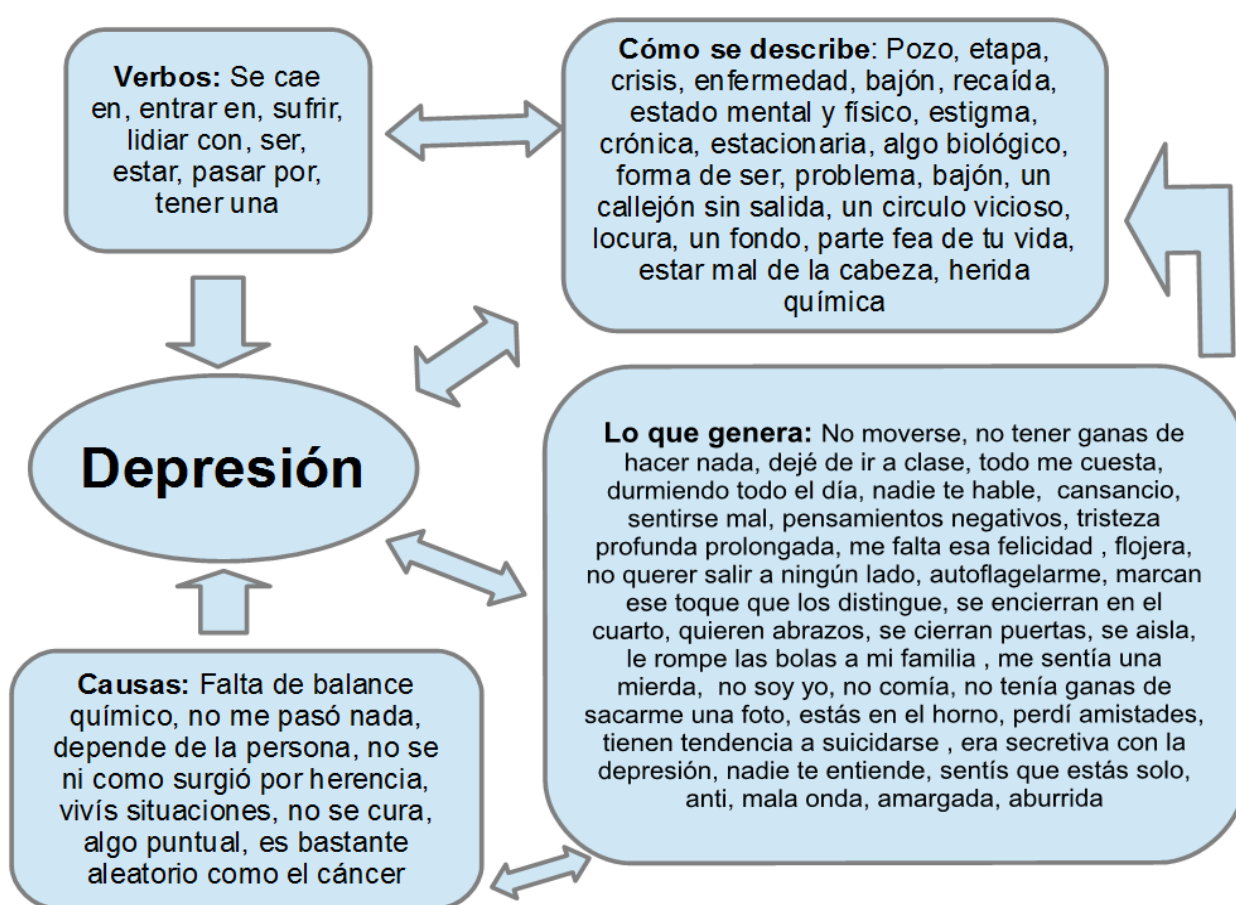 Verbos: Se cae
en, entrar en, sufrir,
lidiar con, ser,
estar, pasar por,
tener una
Cómo se describe: Pozo, etapa,
crisis, enfermedad, bajón, recaída,
estado mental y físico, estigma,
crónica, estacionaria, algo biológico,
forma de ser, problema, bajón, un
callejón sin salida, un circulo vicioso,
locura, un fondo, parte fea de tu vida,
estar mal de la cabeza, herida
química
Depresión
Lo que genera: No moverse, no tener ganas de
hacer nada, dejé de ir a clase, todo me cuesta,
durmiendo todo el día, nadie te hable, cansancio,
sentirse mal, pensamientos negativos, tristeza
profunda prolongada, me falta esa felicidad , flojera,
no querer salir a ningún lado, autoflagelarme, marcan
ese toque que los distingue, se encierran en el
cuarto, quieren abrazos, se cierran puertas, se aisla,
le rompe las bolas a mi familia , me sentía una
mierda, no soy yo, no comía, no tenía ganas de
sacarme una foto, estás en el horno, perdí amistades,
tienen tendencia a suicidarse , era secretiva con la
depresión, nadie te entiende, sentís que estás solo,
anti, mala onda, amargada, aburrida
Causas: Falta de balance
químico, no me pasó nada,
depende de la persona, no se
ni como surgió por herencia,
vivís situaciones, no se cura,
algo puntual, es bastante
aleatorio como el cáncer